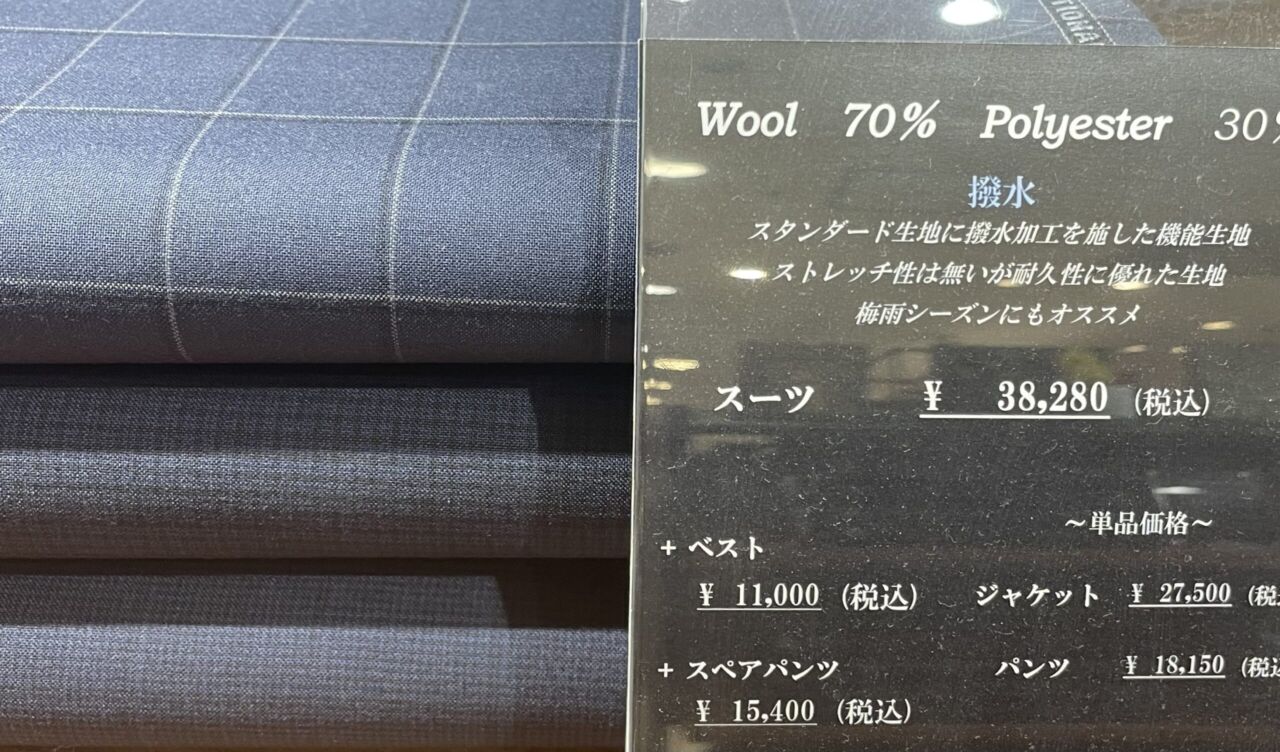 TIONA
Wool 70% Polyester 30%
撥水
スタンダード生地に撥水加工を施した機能生地
ストレッチ性は無いが耐久性に優れた生地
梅雨シーズンにもオススメ
スーツ ¥ 38,280 (税込)
～単品価格～
+ ベスト
¥ 11,000 (税込) ジャケット ¥ 27,500 (税
+ スペアパンツ パンツ ¥ 18,150 (税込
¥ 15,400 (税込)